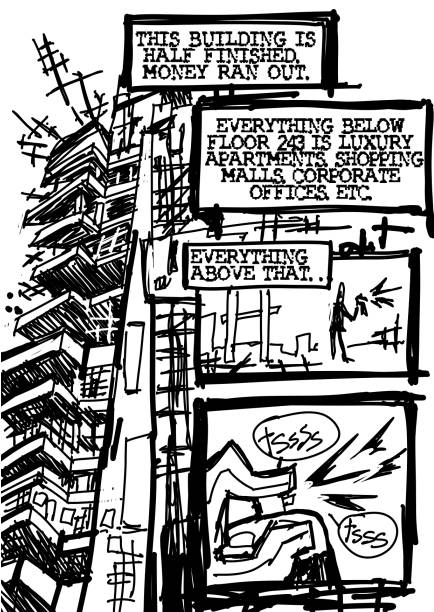 THIS BUILDING IS
HALF FINISHED.
MONEY RAN OUT.
EVERYTHING BELOW
FLOOR 243 IS LUXURY
APARTMENTS, SHOPPING
MALLS, CORPORATE
OFFICES, ETC.
EVERYTHING
ABOVE THAT...
tssss
tsss